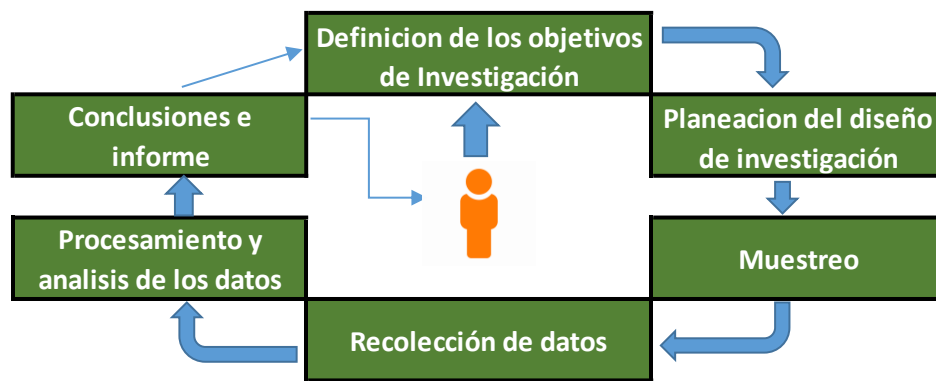 Definicion de los objetivos
de Investigación
Conclusiones e
informe
Planeacion del diseño
de investigación
Procesamiento y
analisis de los datos
Muestreo
Recolección de datos